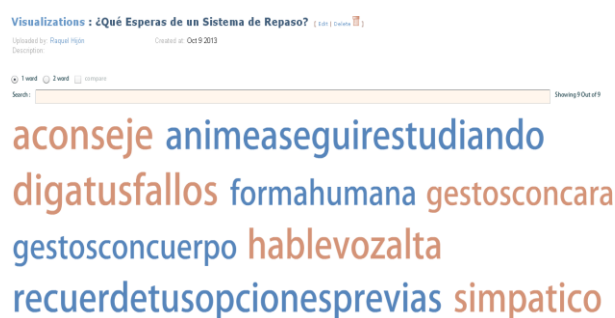 Visualizations : ¿Qué Esperas de un Sistema de Repaso? [ Edit | Delete ]
Uploaded by: Raquel Hijón Created at: Oct 9 2013
Description:
1 word 2 word compare
Search: Showing 9 Out of 9
aconseje animeaseguirestudiando
digatusfallos formahumana gestosconcara
gestosconcuerpo hablevozalta
recuerdetusopcionesprevias simpatico